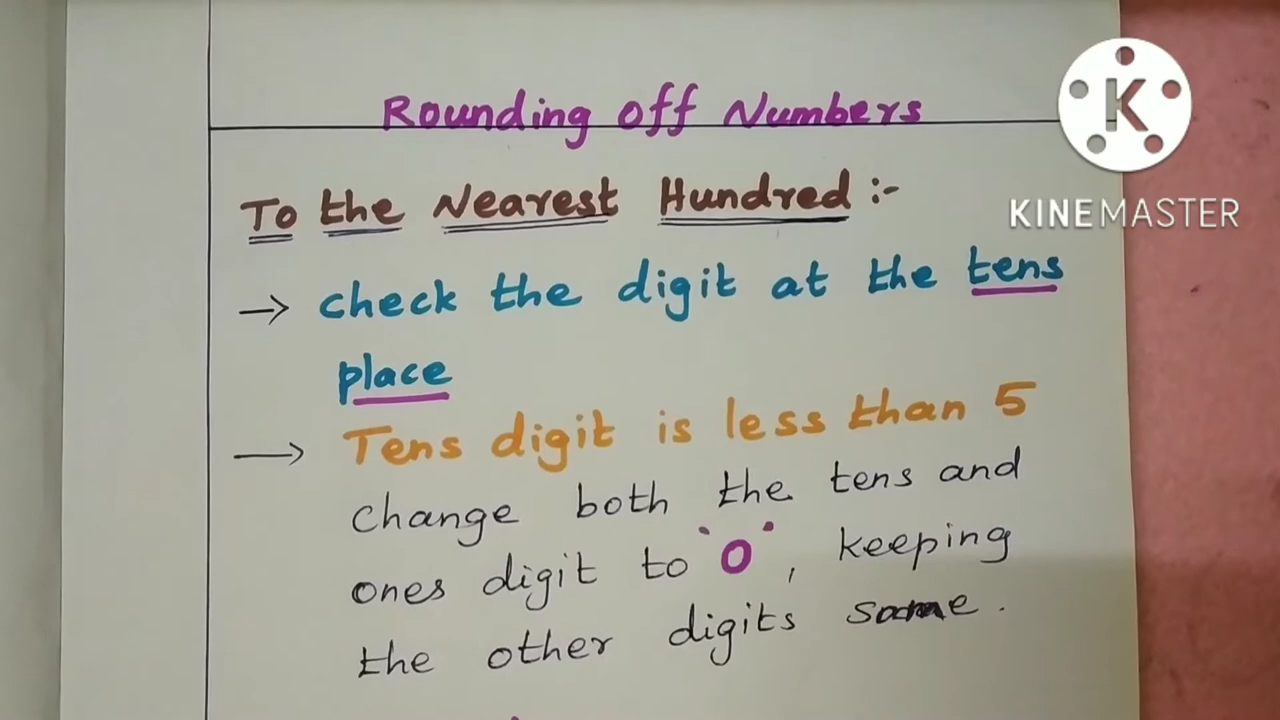 Rounding off Numbers
K
KINEMASTER
To the Nearest Hundred :-
→ check the digit at the tens
place
→ Tens digit is less than 5
change both the tens and
ones digit to '0', keeping
the other digits same.